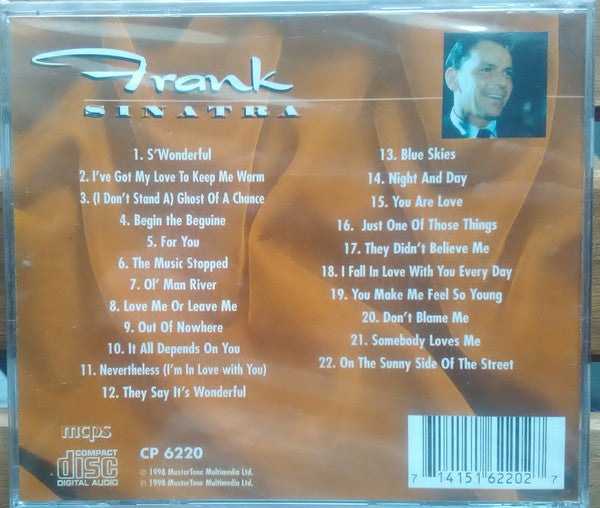 Frank
SINATRA
1. S'Wonderful
2. I've Got My Love To Keep Me Warm
3. (I Don't Stand A) Ghost Of A Chance
4. Begin the Beguine
5. For You
6. The Music Stopped
7. Ol' Man River
8. Love Me Or Leave Me
9. Out Of Nowhere
10. It All Depends On You
11. Nevertheless (I'm In Love with You)
12. They Say It's Wonderful
13. Blue Skies
14. Night And Day
15. You Are Love
16. Just One Of Those Things
17. They Didn't Believe Me
18. I Fall In Love With You Every Day
19. You Make Me Feel So Young
20. Don't Blame Me
21. Somebody Loves Me
22. On The Sunny Side Of The Street
mcps
COMPACT
disc
DIGITAL AUDIO
CP 6220
℗ 1998 MasterTone Multimedia Ltd.
© 1998 MasterTone Multimedia Ltd.
7 14151 62202 7